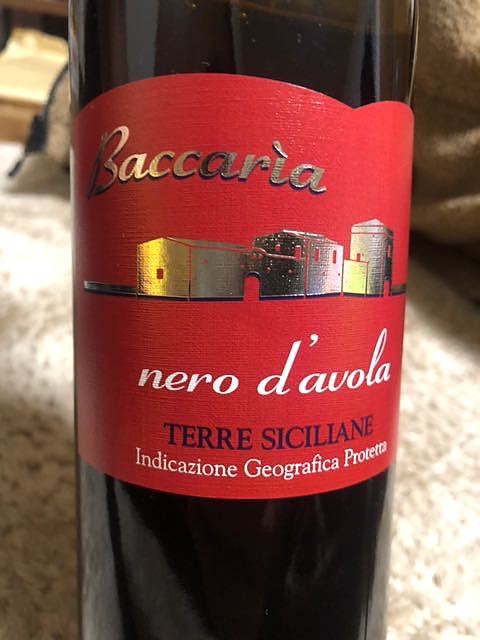 Baccarìa
nero d'avola
TERRE SICILIANE
Indicazione Geografica Protetta